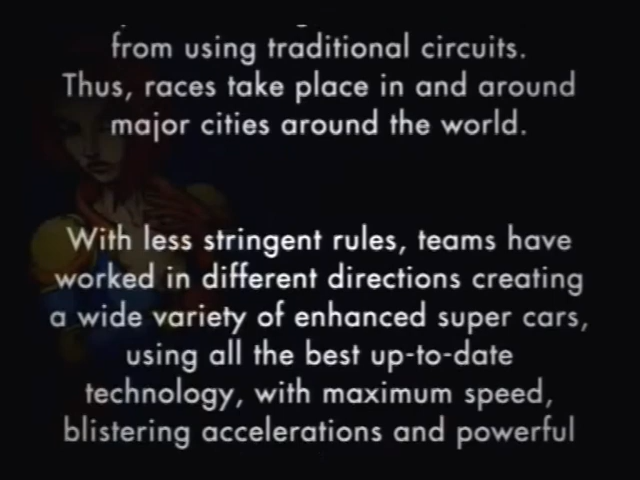 from using traditional circuits.
Thus, races take place in and around
major cities around the world.
With less stringent rules, teams have
worked in different directions creating
a wide variety of enhanced super cars,
using all the best up-to-date
technology, with maximum speed,
blistering accelerations and powerful